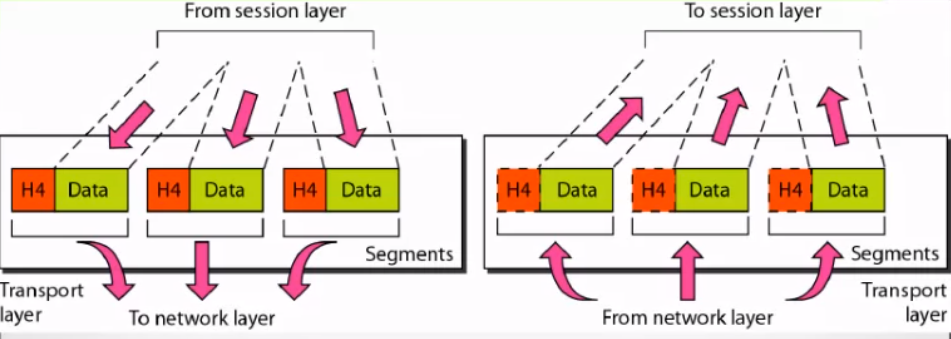 From session layer
To session layer
H4 Data H4 Data H4 Data
H4 Data H4 Data H4 Data
Segments
Segments
Transport
layer
To network layer
From network layer
Transport
layer